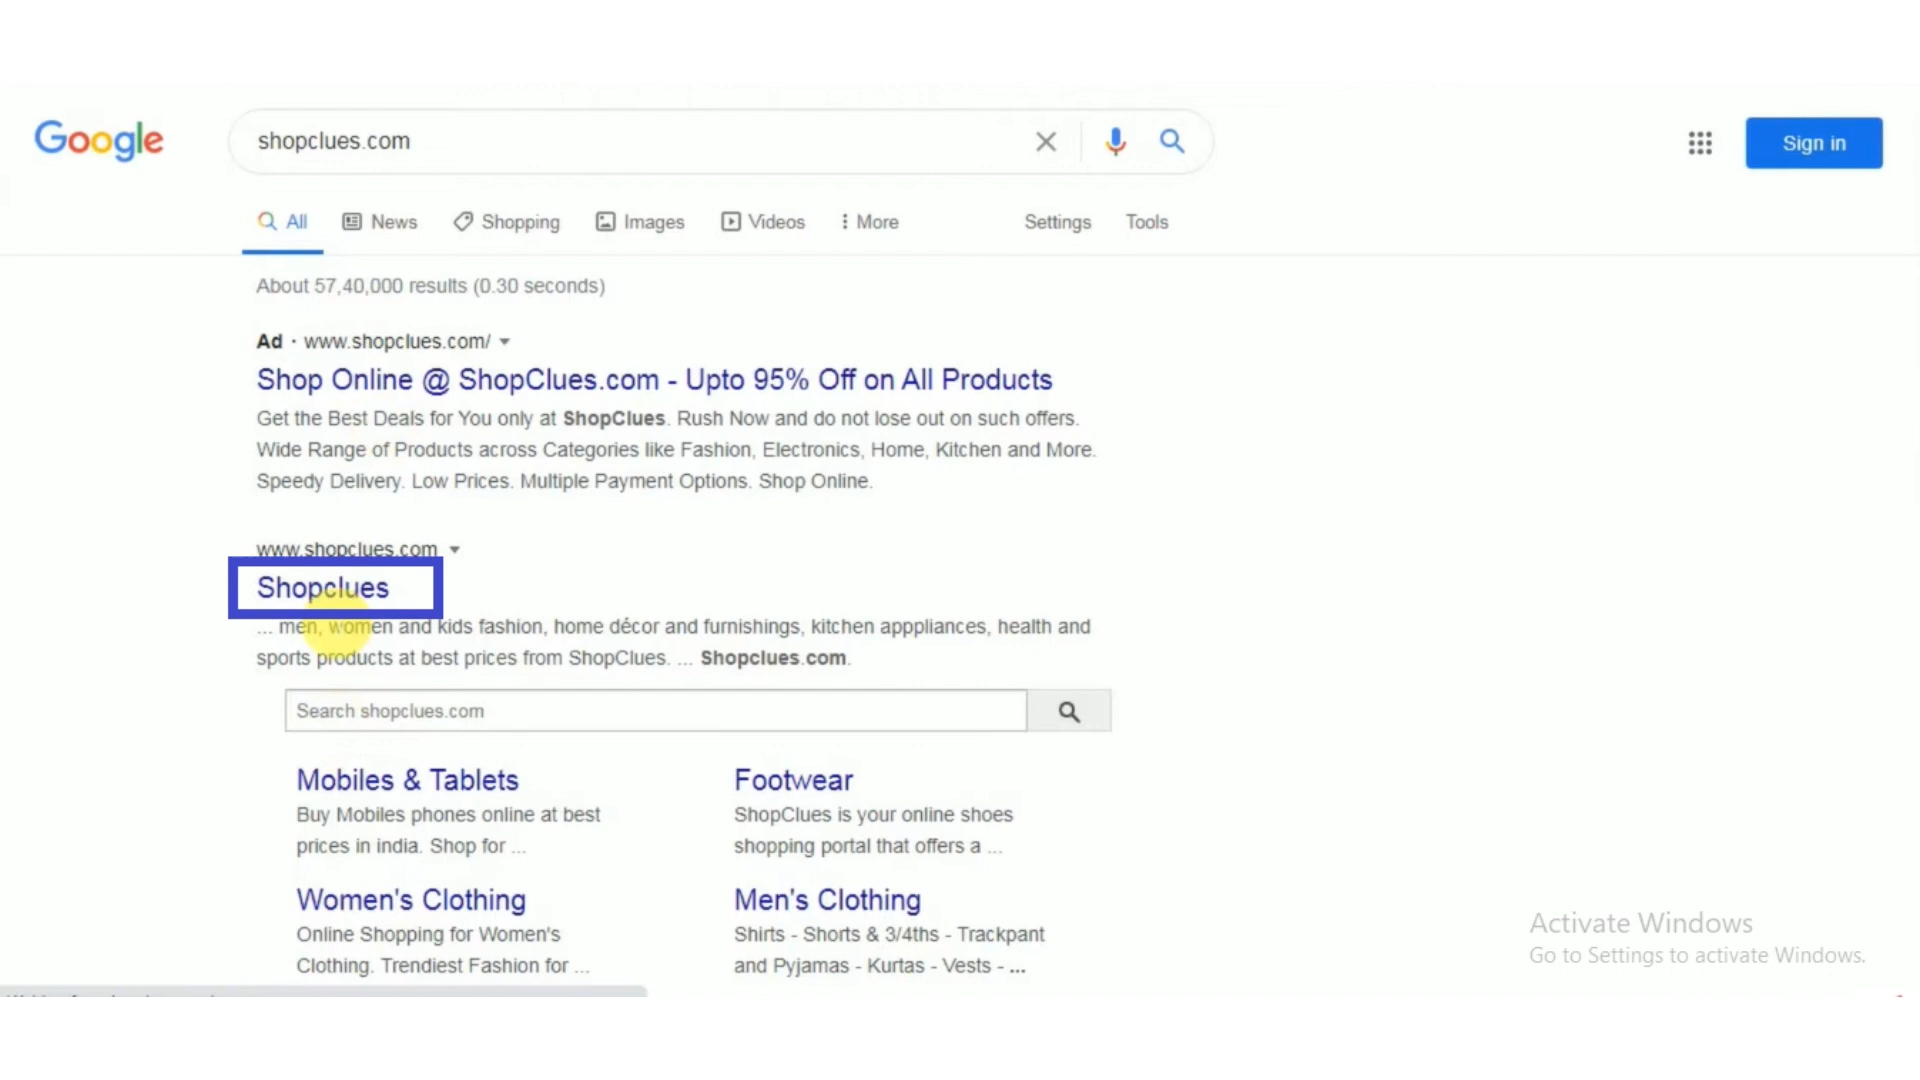 Google
shopclues.com
Sign in
All News Shopping Images Videos More Settings Tools
About 57,40,000 results (0.30 seconds)
Ad · www.shopclues.com/
Shop Online @ ShopClues.com - Upto 95% Off on All Products
Get the Best Deals for You only at ShopClues. Rush Now and do not lose out on such offers.
Wide Range of Products across Categories like Fashion, Electronics, Home, Kitchen and More.
Speedy Delivery. Low Prices. Multiple Payment Options. Shop Online.
www.shopclues.com
Shopclues
... men, women and kids fashion, home décor and furnishings, kitchen apppliances, health and
sports products at best prices from ShopClues. ... Shopclues.com.
Search shopclues.com
Mobiles & Tablets
Buy Mobiles phones online at best
prices in india. Shop for ...
Footwear
ShopClues is your online shoes
shopping portal that offers a ...
Women's Clothing
Online Shopping for Women's
Clothing. Trendiest Fashion for ...
Men's Clothing
Shirts - Shorts & 3/4ths - Trackpant
and Pyjamas - Kurtas - Vests - ...
Activate Windows
Go to Settings to activate Windows.